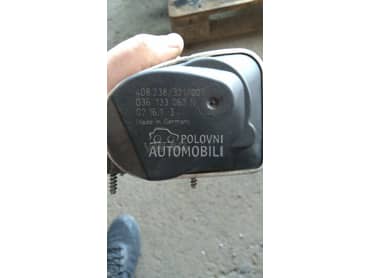 408 238/321/001
036 133 062 N
Made in Germany
POLOVNI
AUTOMOBILI